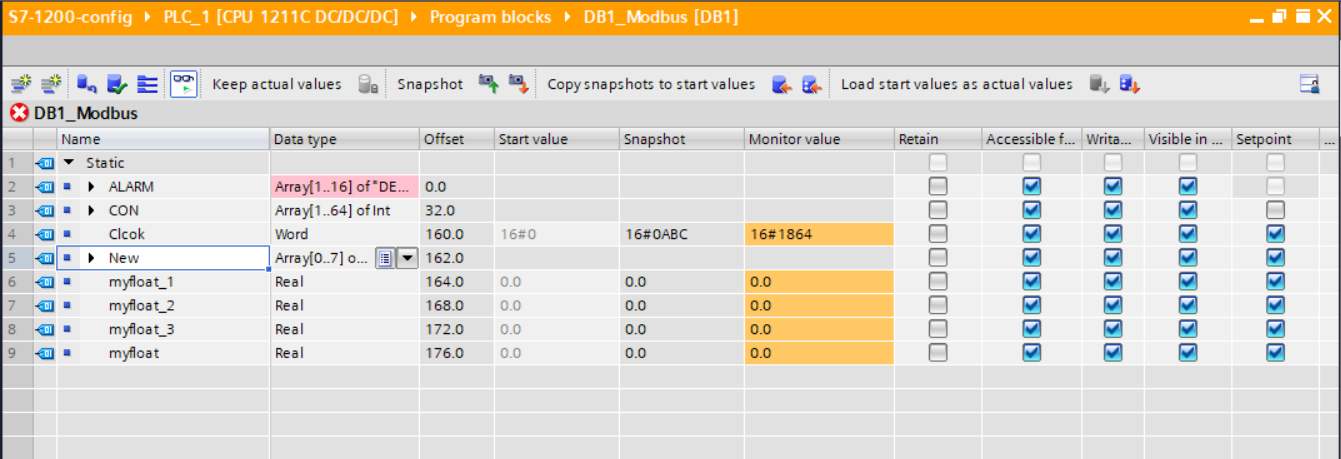 S7-1200-config PLC_1 [CPU 1211C DC/DC/DC] Program blocks DB1_Modbus [DB1]
Keep actual values Snapshot Copy snapshots to start values Load start values as actual values
DB1_Modbus
Name Data type Offset Start value Snapshot Monitor value Retain Accessible f... Writa... Visible in ... Setpoint ...
1 Static
2 ALARM Array[1..16] of "DE... 0.0
3 CON Array[1..64] of Int 32.0
4 Clcok Word 160.0 16#0 16#0ABC 16#1864
5 New Array[0..7] o... 162.0
6 myfloat_1 Real 164.0 0.0 0.0 0.0
7 myfloat_2 Real 168.0 0.0 0.0 0.0
8 myfloat_3 Real 172.0 0.0 0.0 0.0
9 myfloat Real 176.0 0.0 0.0 0.0